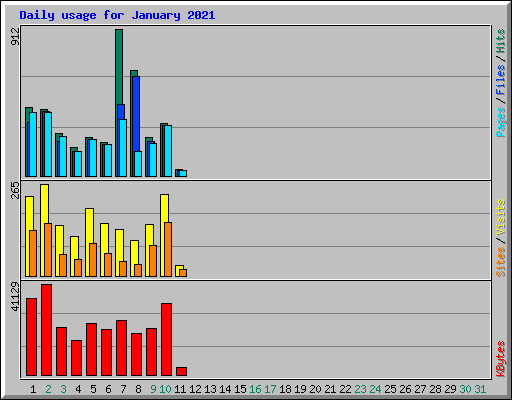 Daily usage for January 2021
912
Pages / Files / Hits
265
Sites / Visits
41129
KBytes
1 2 3 4 5 6 7 8 9 10 11 12 13 14 15 16 17 18 19 20 21 22 23 24 25 26 27 28 29 30 31